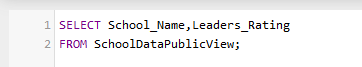 1 SELECT School_Name,Leaders_Rating
2 FROM SchoolDataPublicView;